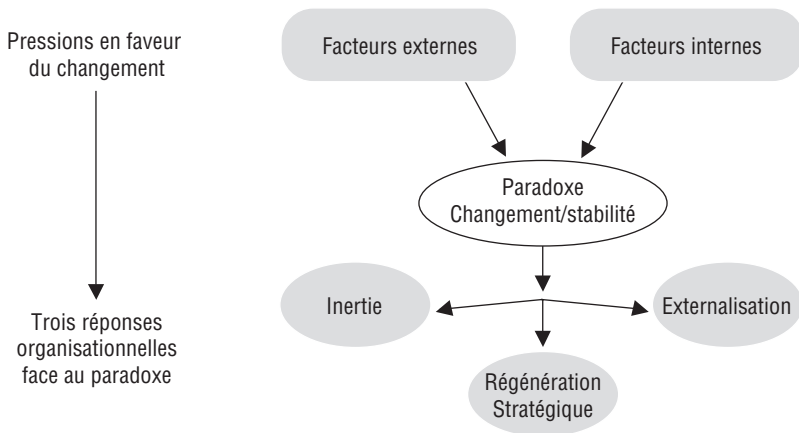 Pressions en faveur
du changement
Facteurs externes
Facteurs internes
Paradoxe
Changement/stabilité
Inertie
Externalisation
Trois réponses
organisationnelles
face au paradoxe
Régénération
Stratégique